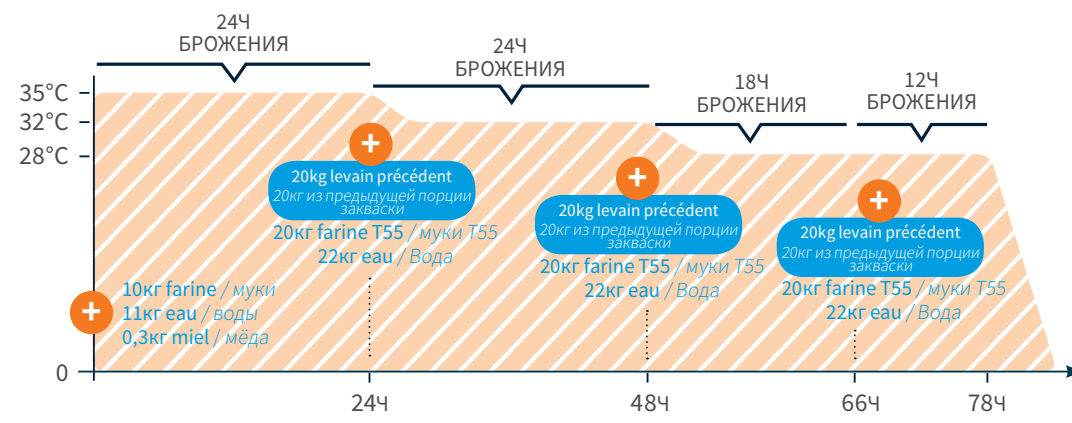 24Ч
БРОЖЕНИЯ
24Ч
БРОЖЕНИЯ
18Ч
БРОЖЕНИЯ
12Ч
БРОЖЕНИЯ
35°C
32°C
28°C
0
+
10кг farine / муки
11кг eau / воды
0,3кг miel / мёда
+
20kg levain précédent
20кг из предыдущей порции
закваски
20кг farine T55 / муки T55
22кг eau / Вода
+
20kg levain précédent
20кг из предыдущей порции
закваски
20кг farine T55 / муки T55
22кг eau / Вода
+
20kg levain précédent
20кг из предыдущей порции
закваски
20кг farine T55 / муки T55
22кг eau / Вода
24Ч
48Ч
66Ч
78Ч